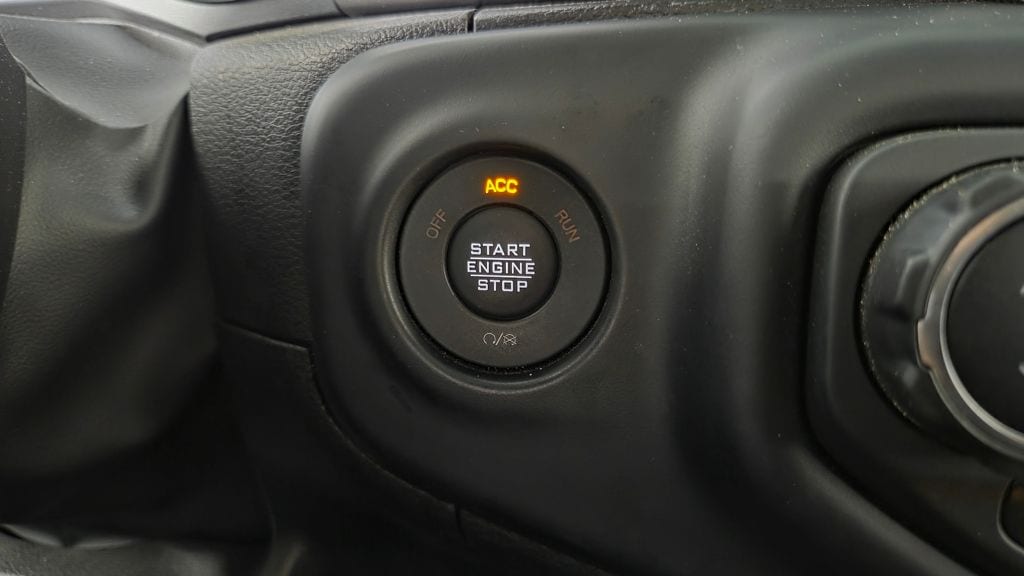 ACC
OFF
RUN
START
ENGINE
STOP